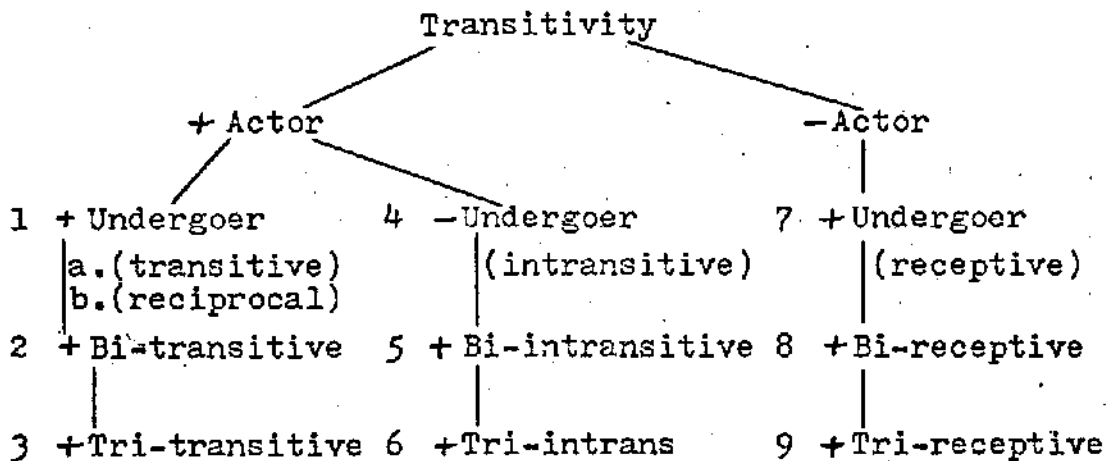 Transitivity
+ Actor -Actor
1 + Undergoer 4 -Undergoer 7 + Undergoer
a.(transitive) (intransitive) (receptive)
b.(reciprocal)
2 + Bi-transitive 5 + Bi-intransitive 8 +Bi-receptive
3 +Tri-transitive 6 +Tri-intrans 9 +Tri-receptive